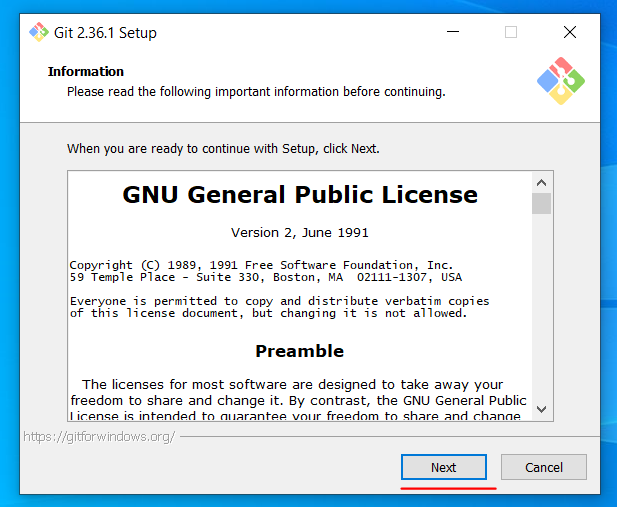 Git 2.36.1 Setup
Information
Please read the following important information before continuing.
When you are ready to continue with Setup, click Next.
GNU General Public License
Version 2, June 1991
Copyright (C) 1989, 1991 Free Software Foundation, Inc.
59 Temple Place - Suite 330, Boston, MA  02111-1307, USA
Everyone is permitted to copy and distribute verbatim copies
of this license document, but changing it is not allowed.
Preamble
The licenses for most software are designed to take away your
freedom to share and change it. By contrast, the GNU General Public
License is intended to guarantee your freedom to share and change
https://gitforwindows.org/
Next
Cancel